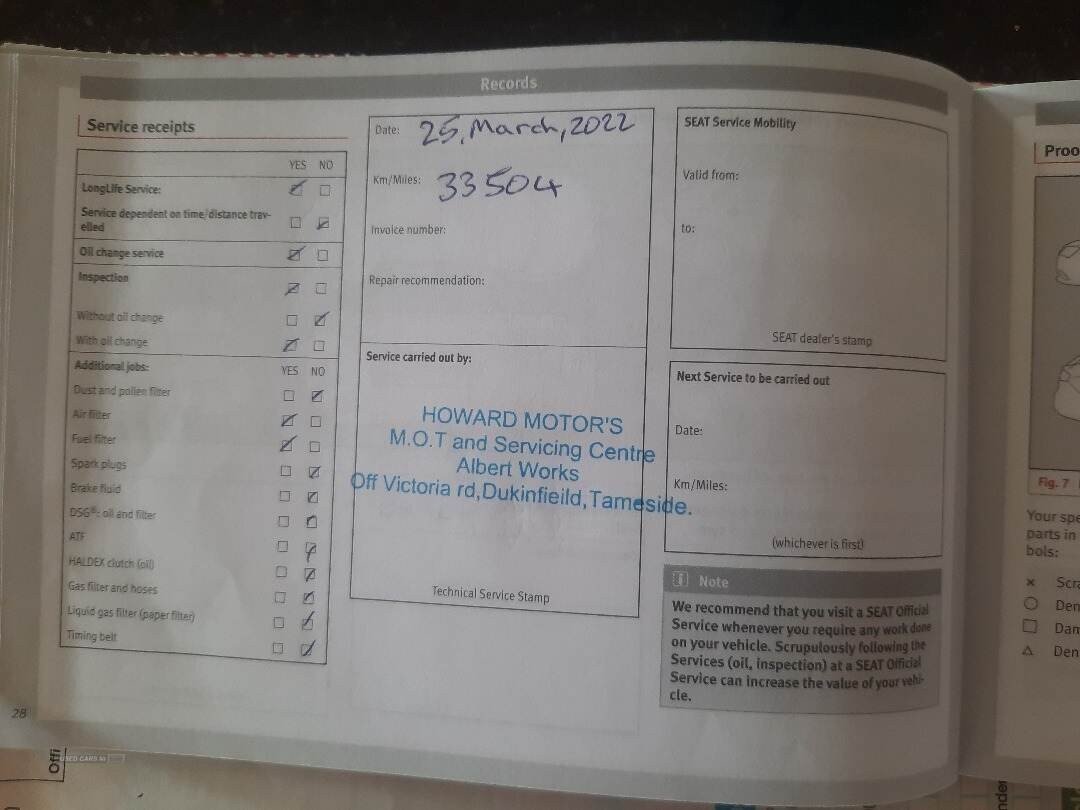 Records
Service receipts
YES NO
LongLife Service:
Service dependent on time/distance trav-
elled
Oil change service
Inspection
Without oil change
With oil change
Additional jobs: YES NO
Dust and pollen filter
Air filter
Fuel filter
Spark plugs
Brake fluid
DSG®: oil and filter
ATF
HALDEX clutch (oil)
Gas filter and hoses
Liquid gas filter (paper filter)
Timing belt
28
Date: 25, March, 2022
Km/Miles: 33504
Invoice number:
Repair recommendation:
Service carried out by:
HOWARD MOTOR'S
M.O.T and Servicing Centre
Albert Works
Off Victoria rd,Dukinfieild,Tameside.
Technical Service Stamp
SEAT Service Mobility
Valid from:
to:
SEAT dealer's stamp
Next Service to be carried out
Date:
Km/Miles:
(whichever is first)
i Note
We recommend that you visit a SEAT Official
Service whenever you require any work done
on your vehicle. Scrupulously following the
Services (oil, inspection) at a SEAT Official
Service can increase the value of your vehi-
cle.
Proo
Fig. 7
Your spe
parts in
bols:
Scra
Den
Dam
Den
Offi
USED CARS NI